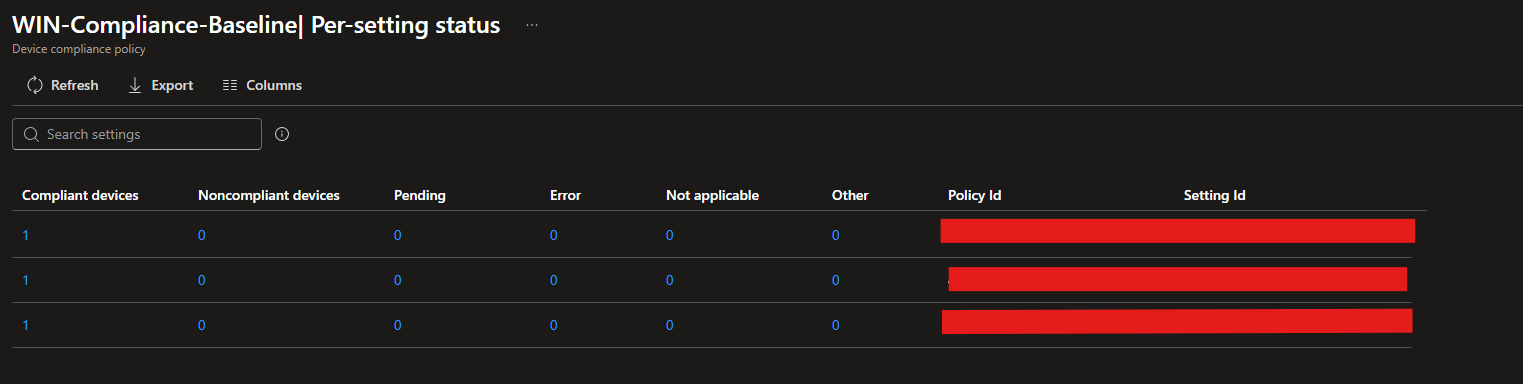 WIN-Compliance-Baseline| Per-setting status ...
Device compliance policy
Refresh Export Columns
Search settings
Compliant devices Noncompliant devices Pending Error Not applicable Other Policy Id Setting Id
1 0 0 0 0 0
1 0 0 0 0 0
1 0 0 0 0 0